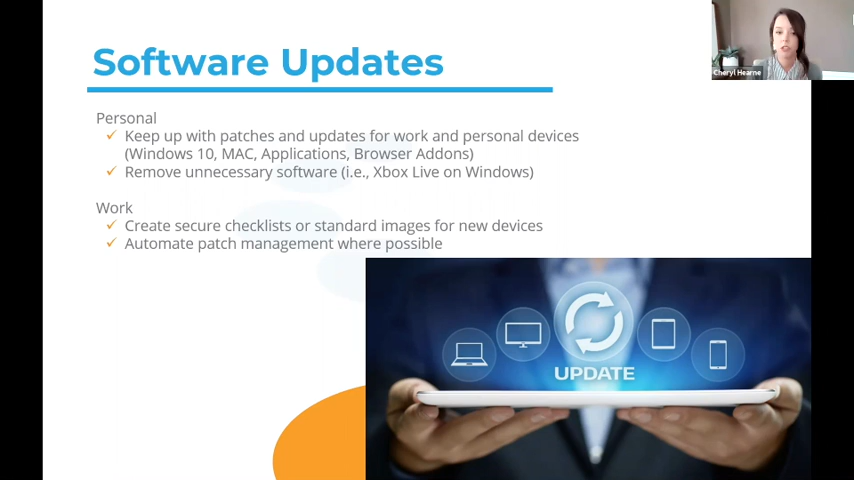 Software Updates
Cheryl Hearne
Personal
✓ Keep up with patches and updates for work and personal devices
(Windows 10, MAC, Applications, Browser Addons)
✓ Remove unnecessary software (i.e., Xbox Live on Windows)
Work
✓ Create secure checklists or standard images for new devices
✓ Automate patch management where possible
UPDATE